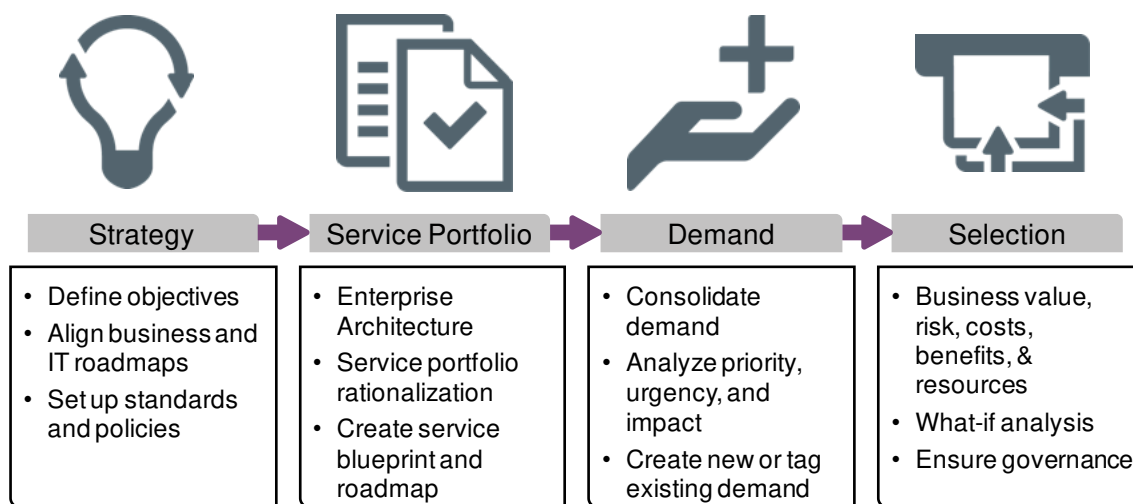 Strategy
Service Portfolio
Demand
Selection
• Define objectives
• Align business and
IT roadmaps
• Set up standards
and policies
• Enterprise
Architecture
• Service portfolio
rationalization
• Create service
blueprint and
roadmap
• Consolidate
demand
• Analyze priority,
urgency, and
impact
• Create new or tag
existing demand
• Business value,
risk, costs,
benefits, &
resources
• What-if analysis
• Ensure governance